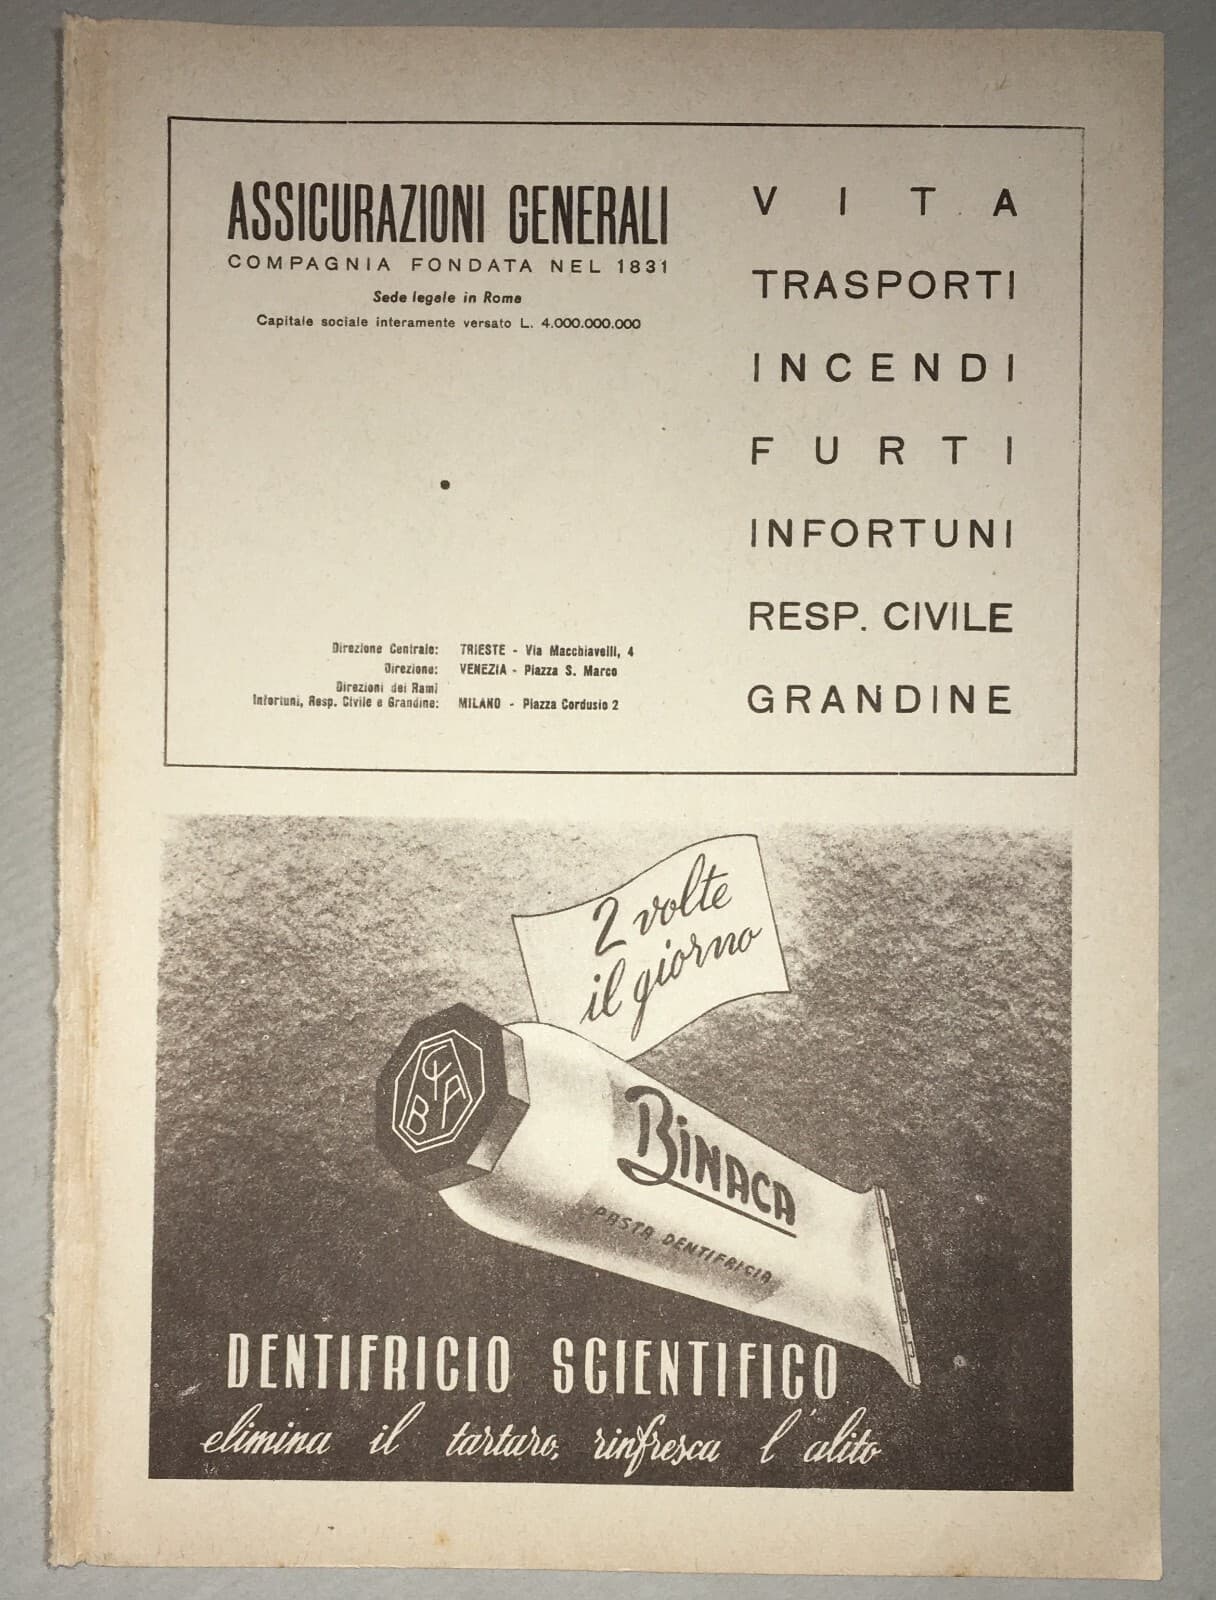 ASSICURAZIONI GENERALI
COMPAGNIA FONDATA NEL 1831
Sede legale in Roma
Capitale sociale interamente versato L. 4.000.000.000
Direzione Centrale: TRIESTE - Via Macchiavelli, 4
Direzione: VENEZIA - Piazza S. Marco
Direzioni dei Rami
Infortuni, Resp. Civile e Grandine: MILANO - Piazza Cordusio 2
VITA
TRASPORTI
INCENDI
FURTI
INFORTUNI
RESP. CIVILE
GRANDINE
2 volte
il giorno
CIBA
BINACA
PASTA DENTIFRICIA
DENTIFRICIO SCIENTIFICO
elimina il tartaro, rinfresca l'alito